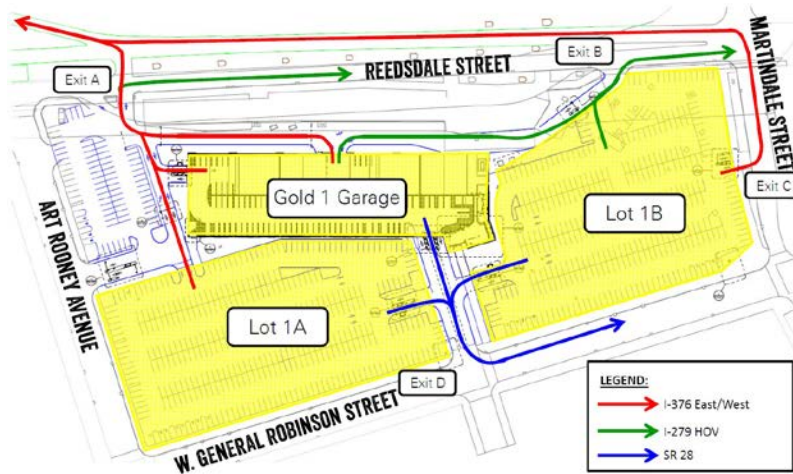 MARTINDALE STREET
Exit B
REEDSDALE STREET
Exit A
Exit C
Gold 1 Garage
Lot 1B
ART ROONEY AVENUE
Lot 1A
Exit D
W. GENERAL ROBINSON STREET
LEGEND:
I-376 East/West
I-279 HOV
SR 28